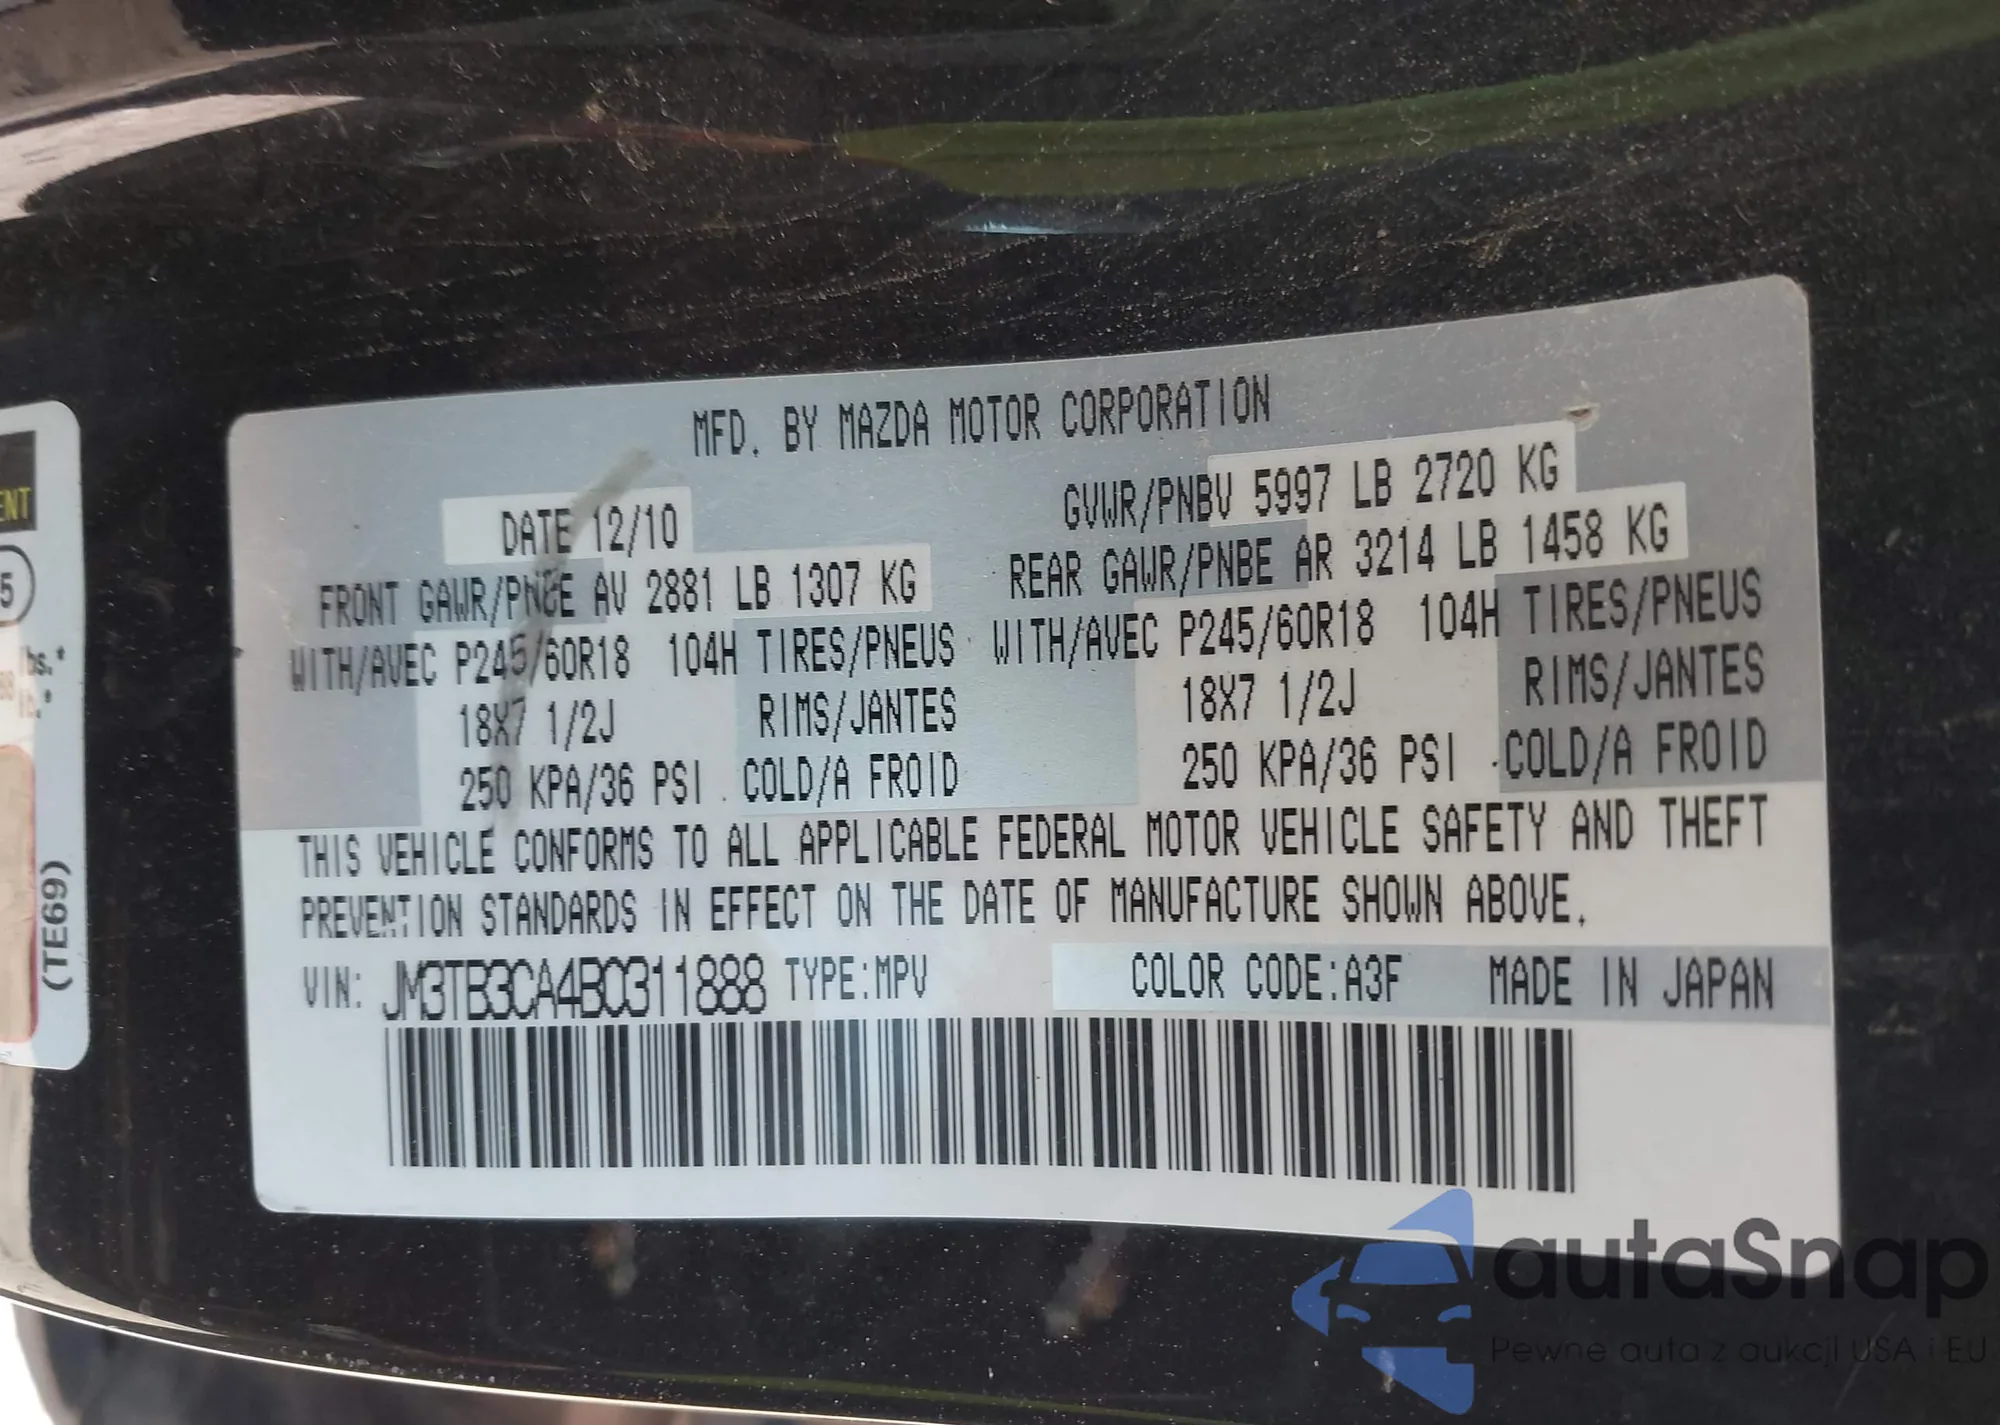 MFD. BY MAZDA MOTOR CORPORATION
DATE 12/10
GVWR/PNBV 5997 LB 2720 KG
FRONT GAWR/PNBE AV 2881 LB 1307 KG
REAR GAWR/PNBE AR 3214 LB 1458 KG
WITH/AVEC P245/60R18 104H TIRES/PNEUS
WITH/AVEC P245/60R18 104H TIRES/PNEUS
18X7 1/2J RIMS/JANTES
18X7 1/2J RIMS/JANTES
250 KPA/36 PSI COLD/A FROID
250 KPA/36 PSI COLD/A FROID
THIS VEHICLE CONFORMS TO ALL APPLICABLE FEDERAL MOTOR VEHICLE SAFETY AND THEFT
PREVENTION STANDARDS IN EFFECT ON THE DATE OF MANUFACTURE SHOWN ABOVE.
VIN: JM3TB3CA4BC311888 TYPE:MPV COLOR CODE:A3F MADE IN JAPAN
ENT
5
lbs.*
(TE69)
autaSnap
Pewne auta z aukcji USA i EU